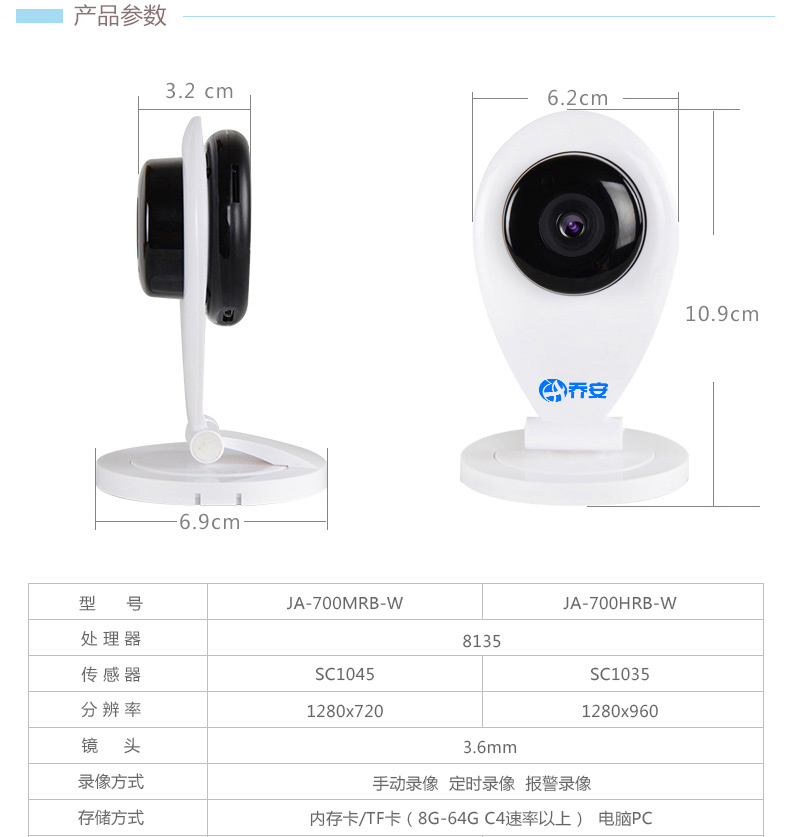 产品参数
3.2 cm
6.2cm
10.9cm
乔安
6.9cm
型 号 JA-700MRB-W JA-700HRB-W
处理器 8135
传感器 SC1045 SC1035
分辨率 1280x720 1280x960
镜 头 3.6mm
录像方式 手动录像 定时录像 报警录像
存储方式 内存卡/TF卡（8G-64G C4速率以上） 电脑PC